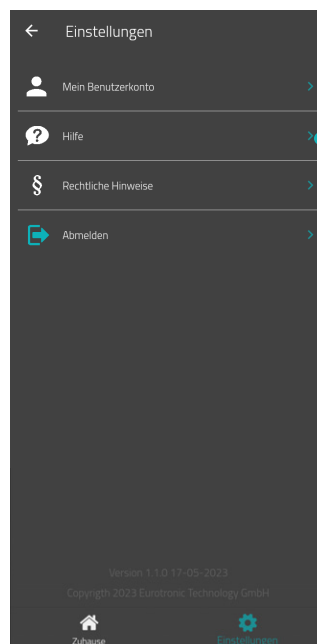 Einstellungen
Mein Benutzerkonto
Hilfe
Rechtliche Hinweise
Abmelden
Version 1.1.0 17-05-2023
Copyrigth 2023 Eurotronic Technology GmbH
Zuhause
Einstellungen